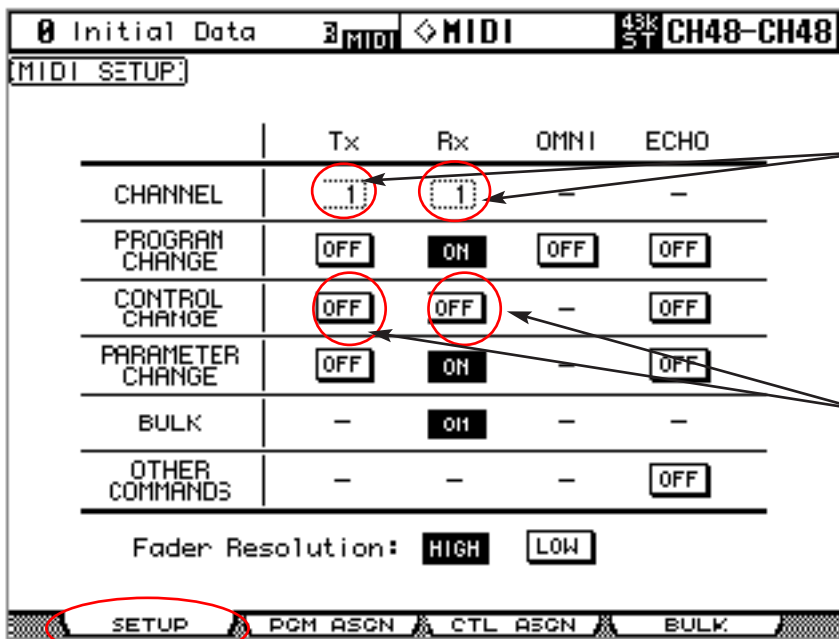 0 Initial Data MIDI ◇MIDI 43K ST CH48-CH48
MIDI SETUP
Tx Rx OMNI ECHO
CHANNEL 1 1 – –
PROGRAM CHANGE OFF ON OFF OFF
CONTROL CHANGE OFF OFF – OFF
PARAMETER CHANGE OFF ON – OFF
BULK – ON – –
OTHER COMMANDS – – – OFF
Fader Resolution: HIGH LOW
SETUP PGM ASGN CTL ASGN BULK